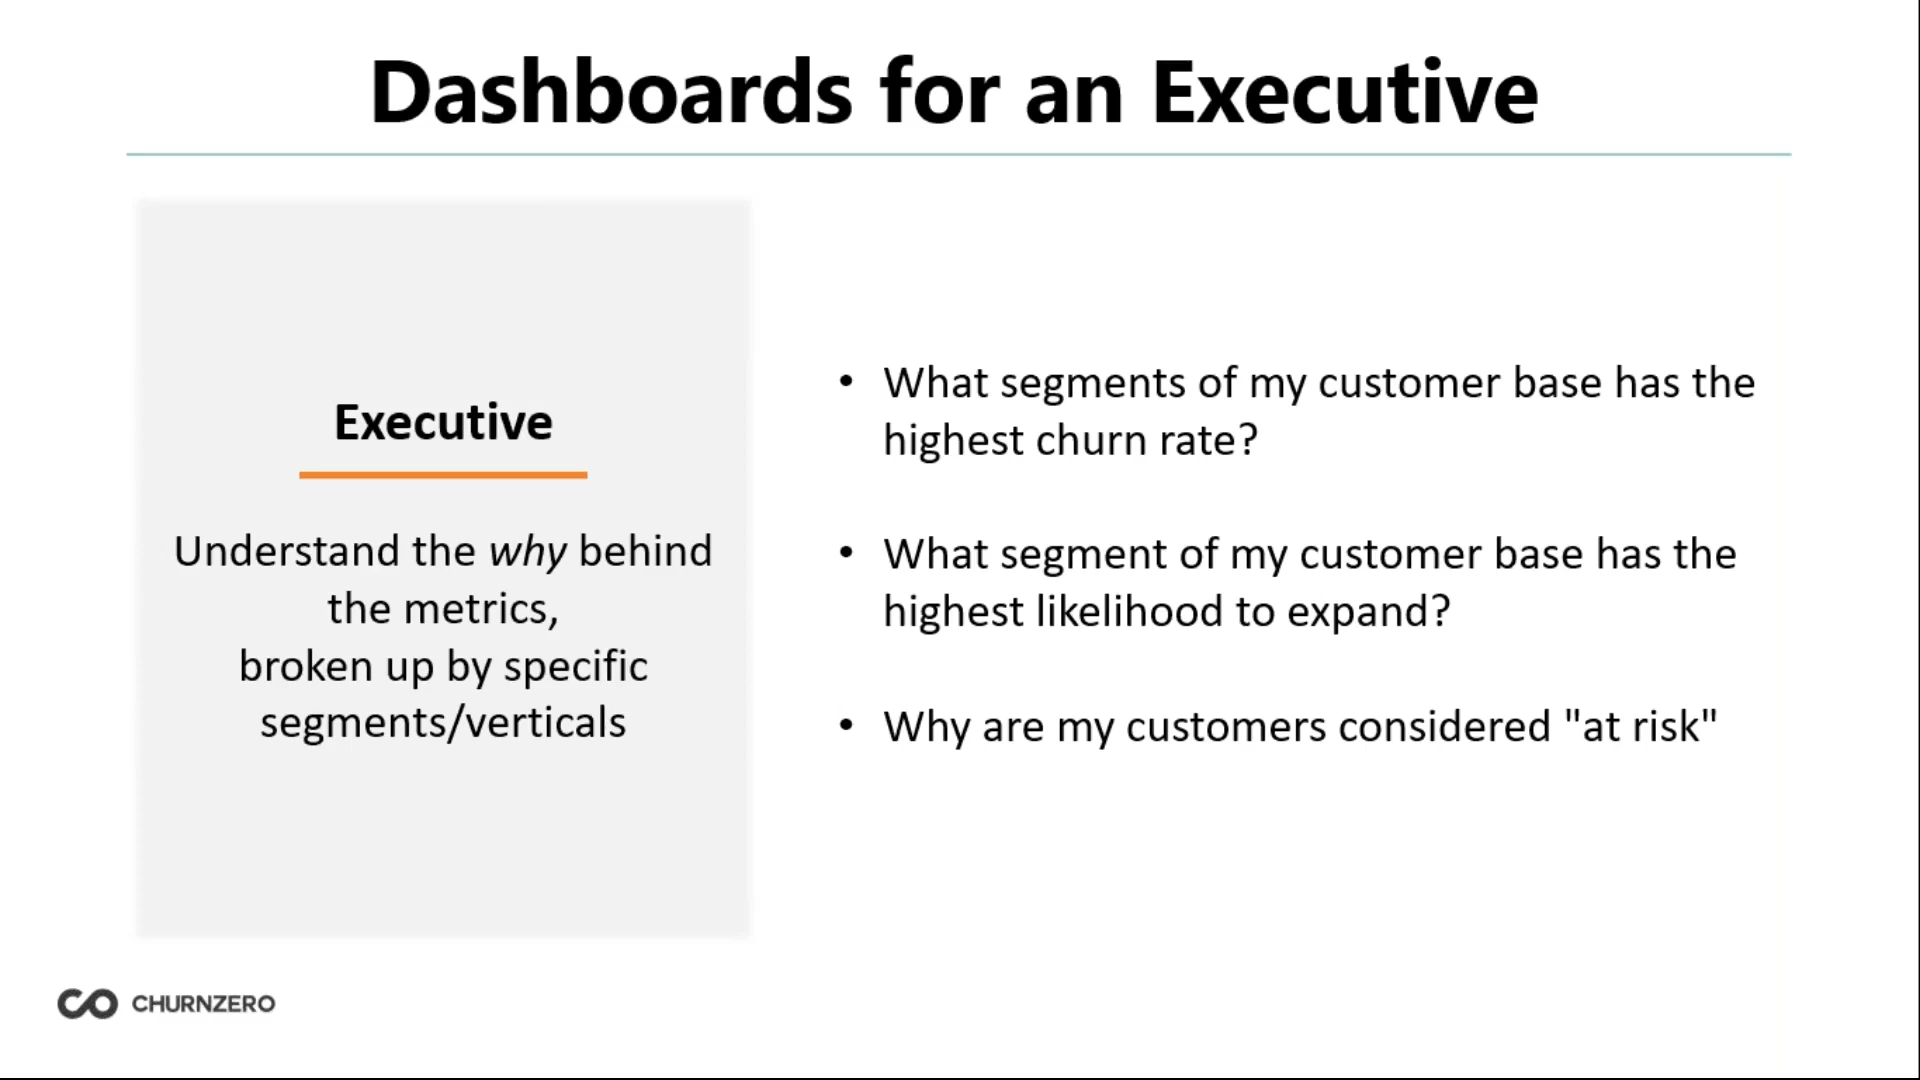 Dashboards for an Executive
Executive
Understand the why behind
the metrics,
broken up by specific
segments/verticals
• What segments of my customer base has the
highest churn rate?
• What segment of my customer base has the
highest likelihood to expand?
• Why are my customers considered "at risk"
CHURNZERO